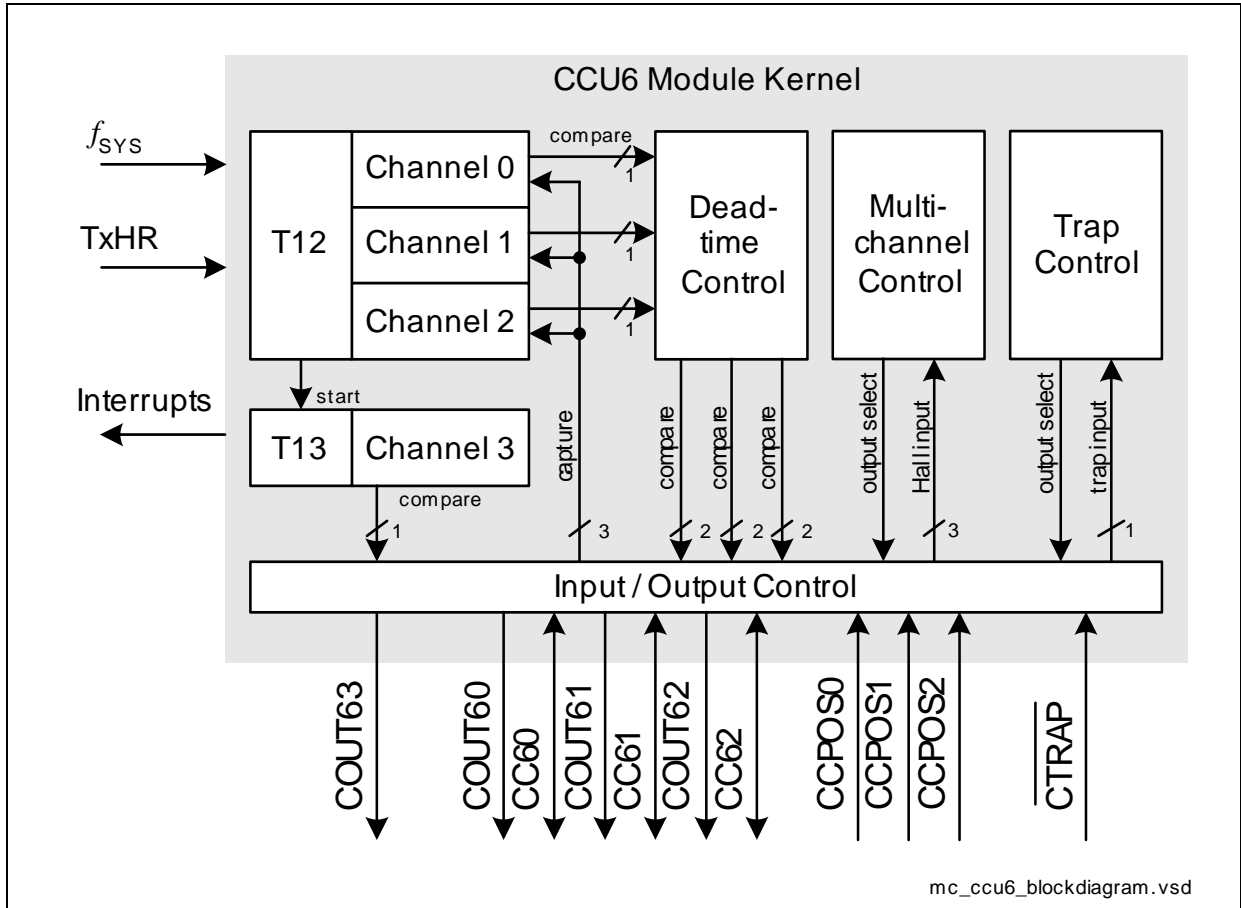 CCU6 Module Kernel
fSYS
TxHR
Interrupts
T12
Channel 0
Channel 1
Channel 2
compare
1
1
1
start
T13
Channel 3
compare
1
capture
3
Dead-
time
Control
compare
compare
compare
2
2
2
Multi-
channel
Control
output select
Hall input
3
Trap
Control
output select
trap input
1
Input / Output Control
COUT63
COUT60
CC60
COUT61
CC61
COUT62
CC62
CCPOS0
CCPOS1
CCPOS2
CTRAP
mc_ccu6_blockdiagram.vsd